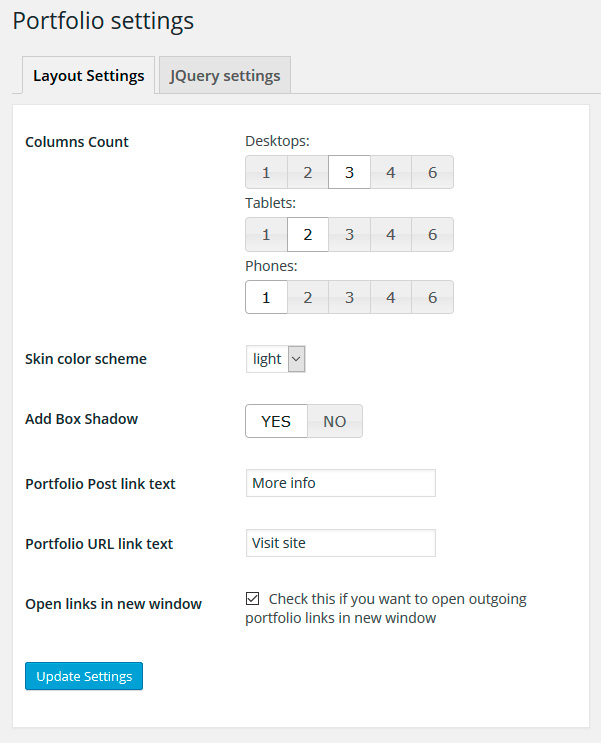 Portfolio settings
Layout Settings JQuery settings
Columns Count
Desktops:
1 2 3 4 6
Tablets:
1 2 3 4 6
Phones:
1 2 3 4 6
Skin color scheme light
Add Box Shadow YES NO
Portfolio Post link text More info
Portfolio URL link text Visit site
Open links in new window Check this if you want to open outgoing
portfolio links in new window
Update Settings